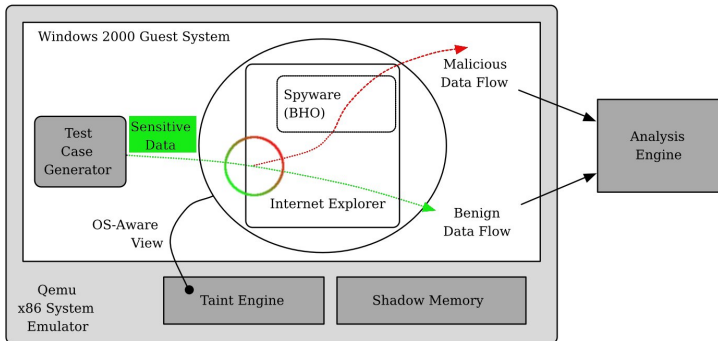 Windows 2000 Guest System
Test
Case
Generator
Sensitive
Data
Spyware
(BHO)
Internet Explorer
Malicious
Data Flow
Benign
Data Flow
OS-Aware
View
Analysis
Engine
Qemu
x86 System
Emulator
Taint Engine
Shadow Memory